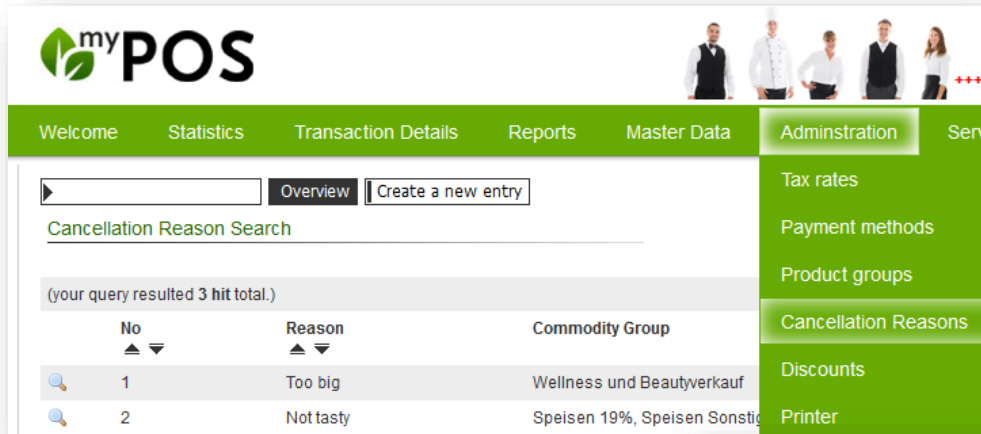 myPOS
+++
Welcome Statistics Transaction Details Reports Master Data Adminstration
Tax rates
Overview Create a new entry
Payment methods
Cancellation Reason Search
Product groups
(your query resulted 3 hit total.)
No Reason Commodity Group
Cancellation Reasons
Discounts
1 Too big Wellness und Beautyverkauf
2 Not tasty Speisen 19%, Speisen
Printer